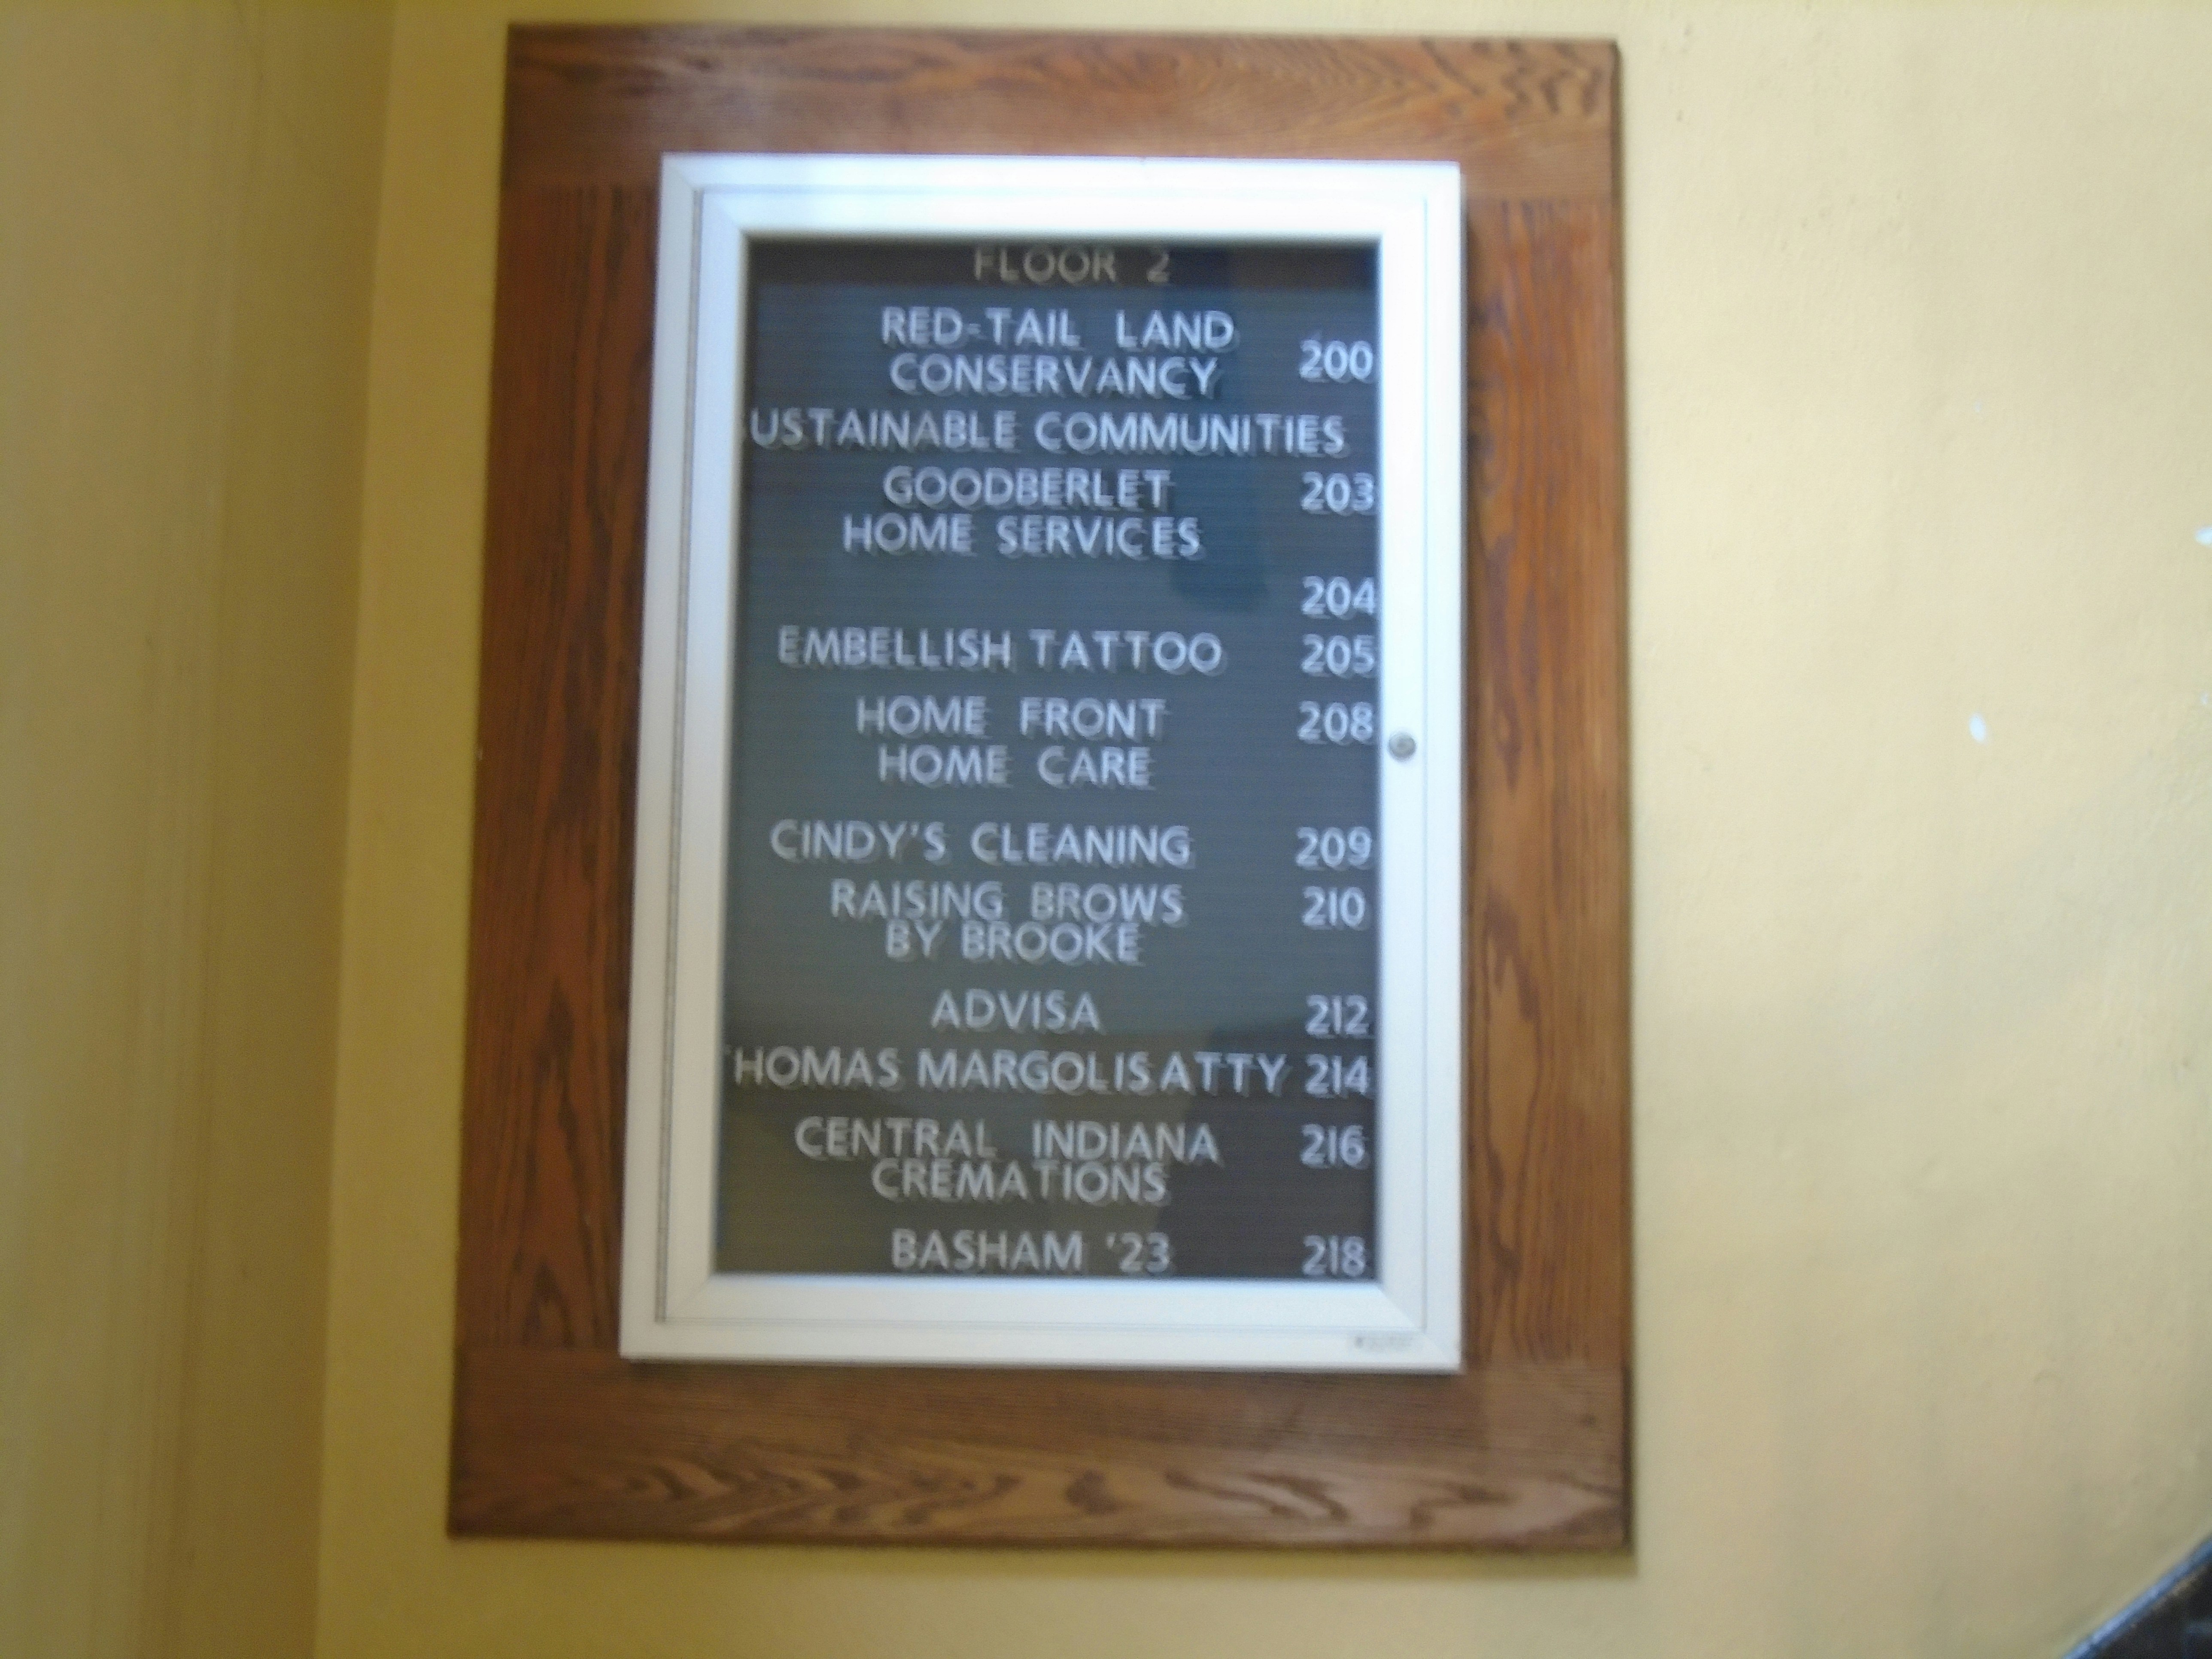 FLOOR 2
RED-TAIL LAND
CONSERVANCY 200
USTAINABLE COMMUNITIES
GOODBERLET 203
HOME SERVICES
204
EMBELLISH TATTOO 205
HOME FRONT 208
HOME CARE
CINDY'S CLEANING 209
RAISING BROWS 210
BY BROOKE
ADVISA 212
THOMAS MARGOLIS ATTY 214
CENTRAL INDIANA 216
CREMATIONS
BASHAM '23 218